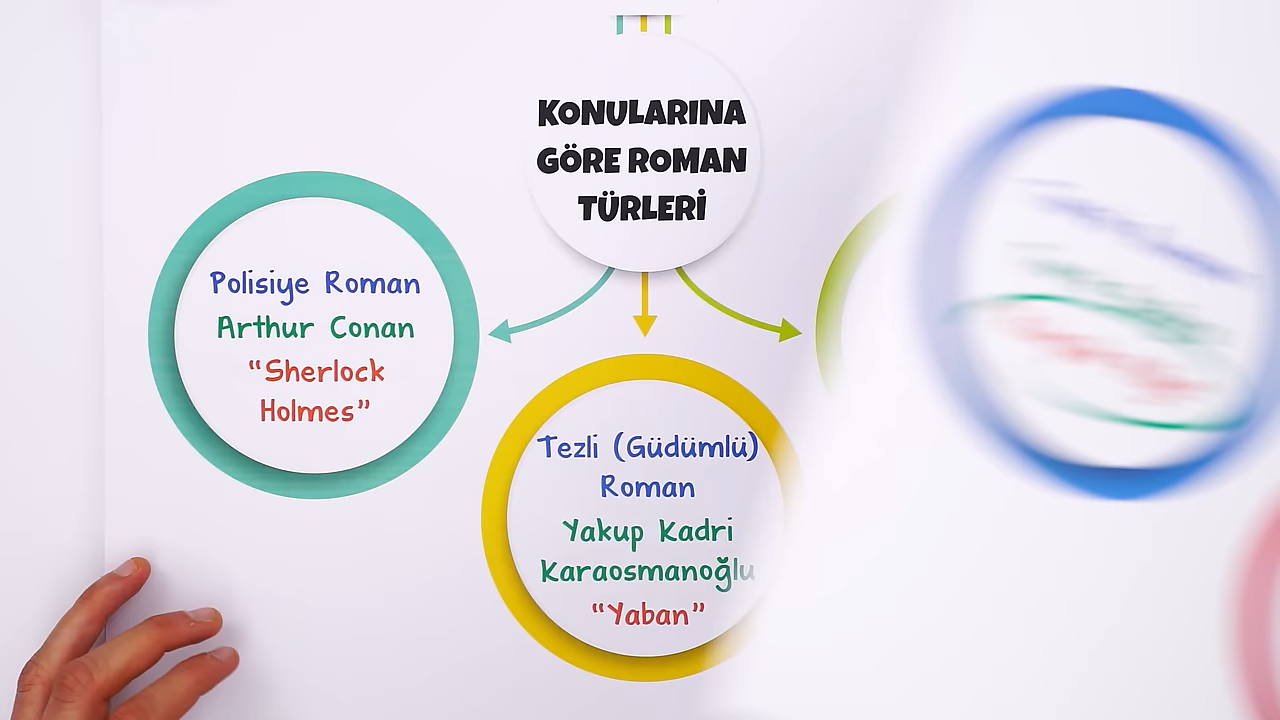 KONULARINA
GÖRE ROMAN
TÜRLERİ
Polisiye Roman
Arthur Conan
“Sherlock
Holmes”
Tezli (Güdümlü)
Roman
Yakup Kadri
Karaosmanoğlu
“Yaban”